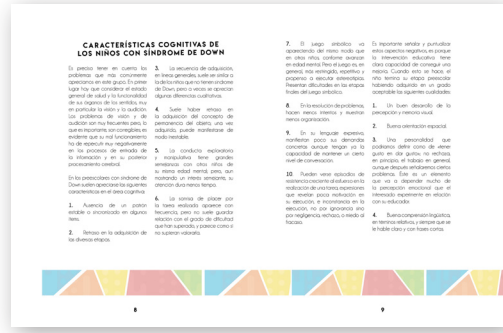 CARACTERÍSTICAS COGNITIVAS DE
LOS NIÑOS CON SÍNDROME DE DOWN
Es preciso tener en cuenta los
problemas que más comúnmente
apreciamos en este grupo. En primer
lugar hay que considerar el estado
general de salud y la funcionalidad
de sus órganos de los sentidos, muy
en particular la visión y la audición.
Los problemas de visión y de
audición son muy frecuentes pero, lo
que es importante, son corregibles; es
evidente que su mal funcionamiento
ha de repercutir muy negativamente
en los procesos de entrada de
la información y en su posterior
procesamiento cerebral.
En los preescolares con síndrome de
Down suelen apreciarse las siguientes
características en el área cognitiva:
1. Ausencia de un patrón
estable o sincronizado en algunos
ítems.
2. Retraso en la adquisición de
las diversas etapas.
3. La secuencia de adquisición,
en líneas generales, suele ser similar a
la de los niños que no tienen síndrome
de Down, pero a veces se aprecian
algunas diferencias cualitativas.
4. Suele haber retraso en
la adquisición del concepto de
permanencia del objeto; una vez
adquirido, puede manifestarse de
modo inestable.
5. La conducta exploratoria
y manipulativa tiene grandes
semejanzas con otros niños de
su misma edad mental; pero, aun
mostrando un interés semejante, su
atención dura menos tiempo.
6. La sonrisa de placer por
la tarea realizada aparece con
frecuencia, pero no suele guardar
relación con el grado de dificultad
que han superado, y parece como si
no supieran valorarla.
8
7. El juego simbólico va
apareciendo del mismo modo que
en otros niños, conforme avanzan
en edad mental. Pero el juego es, en
general, más restringido, repetitivo y
propenso a ejecutar estereotipias.
Presentan dificultades en las etapas
finales del juego simbólico.
8. En la resolución de problemas,
hacen menos intentos y muestran
menos organización.
9. En su lenguaje expresivo,
manifiestan poco sus demandas
concretas aunque tengan ya la
capacidad de mantener un cierto
nivel de conversación.
10. Pueden verse episodios de
resistencia creciente al esfuerzo en la
realización de una tarea, expresiones
que revelan poca motivación en
su ejecución, e inconstancia en la
ejecución, no por ignorancia sino
por negligencia, rechazo, o miedo al
fracaso.
Es importante señalar y puntualizar
estos aspectos negativos, es porque
la intervención educativa tiene
clara capacidad de conseguir una
mejoría. Cuando esto se hace, el
niño termina su etapa preescolar
habiendo adquirido en un grado
aceptable las siguientes cualidades:
1. Un buen desarrollo de la
percepción y memoria visual.
2. Buena orientación espacial.
3. Una personalidad que
podríamos definir como de «tener
gusto en dar gusto»; no rechaza,
en principio, el trabajo en general,
aunque después señalaremos ciertos
problemas. Éste es un elemento
que va a depender mucho de
la percepción emocional que el
interesado experimente en relación
con su educador.
4. Buena comprensión lingüística,
en términos relativos, y siempre que se
le hable claro y con frases cortas.
9